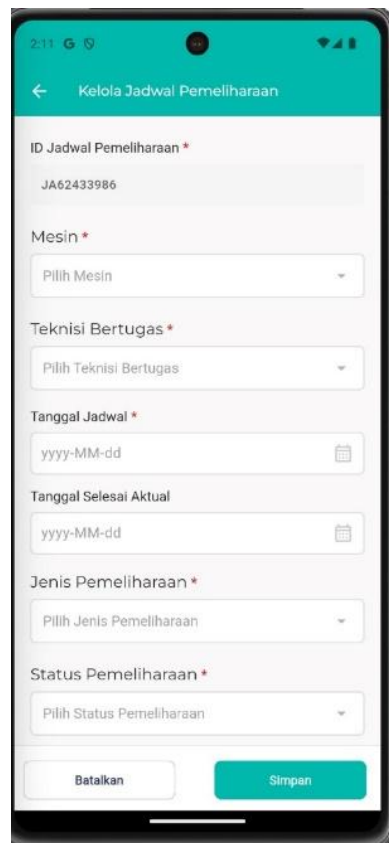 2:11 G
Kelola Jadwal Pemeliharaan
ID Jadwal Pemeliharaan *
JA62433986
Mesin *
Pilih Mesin
Teknisi Bertugas *
Pilih Teknisi Bertugas
Tanggal Jadwal *
yyyy-MM-dd
Tanggal Selesai Aktual
yyyy-MM-dd
Jenis Pemeliharaan *
Pilih Jenis Pemeliharaan
Status Pemeliharaan *
Pilih Status Pemeliharaan
Batalkan
Simpan